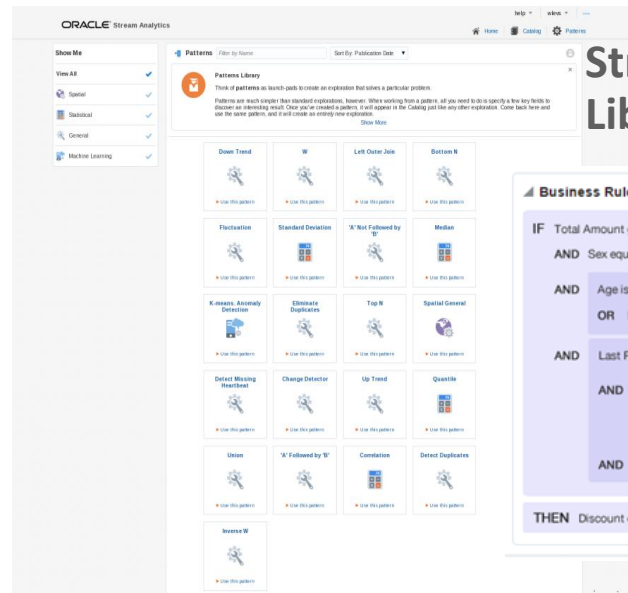 help wlevs
ORACLE Stream Analytics
Home Catalog Patterns
Show Me
View All
Spatial
Statistical
General
Machine Learning
Patterns Filter by Name Sort By: Publication Date
Patterns Library
Think of patterns as launch-pads to create an exploration that solves a particular problem.
Patterns are much simpler than standard explorations, however. When working from a pattern, all you need to do is specify a few key fields to
discover an interesting result. Once you've created a pattern, it will appear in the Catalog just like any other exploration. Come back here and
use the same pattern, and it will create an entirely new exploration.
Show More
Down Trend W Left Outer Join Bottom N
Use this pattern Use this pattern Use this pattern Use this pattern
Fluctuation Standard Deviation 'A' Not Followed by 'B' Median
Use this pattern Use this pattern Use this pattern Use this pattern
K-means. Anomaly Detection Eliminate Duplicates Top N Spatial General
Use this pattern Use this pattern Use this pattern Use this pattern
Detect Missing Heartbeat Change Detector Up Trend Quantile
Use this pattern Use this pattern Use this pattern Use this pattern
Union 'A' Followed by 'B' Correlation Detect Duplicates
Use this pattern Use this pattern Use this pattern Use this pattern
Inverse W
Use this pattern
Str
Lib
Business Rul
IF Total Amount
AND Sex equ
AND Age is
OR
AND Last
AND
AND
THEN Discount